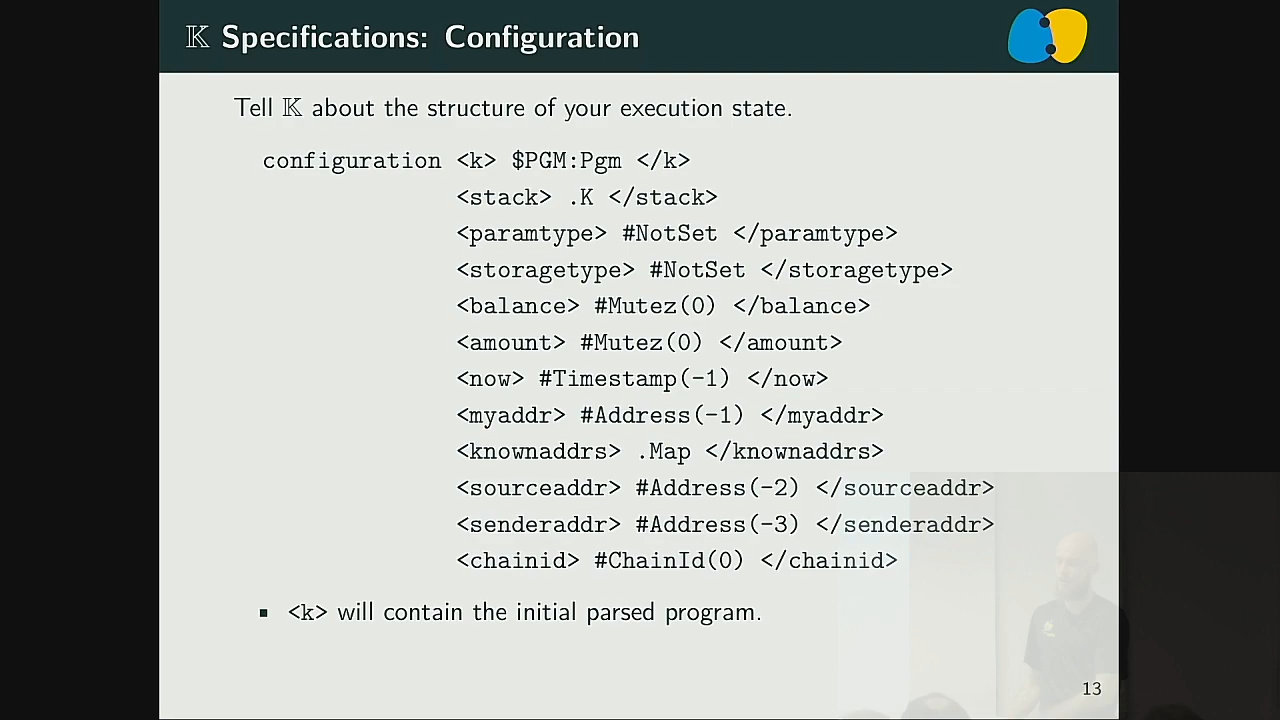 𝕂 Specifications: Configuration
Tell 𝕂 about the structure of your execution state.
configuration <k> $PGM:Pgm </k>
<stack> .K </stack>
<paramtype> #NotSet </paramtype>
<storagetype> #NotSet </storagetype>
<balance> #Mutez(0) </balance>
<amount> #Mutez(0) </amount>
<now> #Timestamp(-1) </now>
<myaddr> #Address(-1) </myaddr>
<knownaddrs> .Map </knownaddrs>
<sourceaddr> #Address(-2) </sourceaddr>
<senderaddr> #Address(-3) </senderaddr>
<chainid> #ChainId(0) </chainid>
▪ <k> will contain the initial parsed program.
13